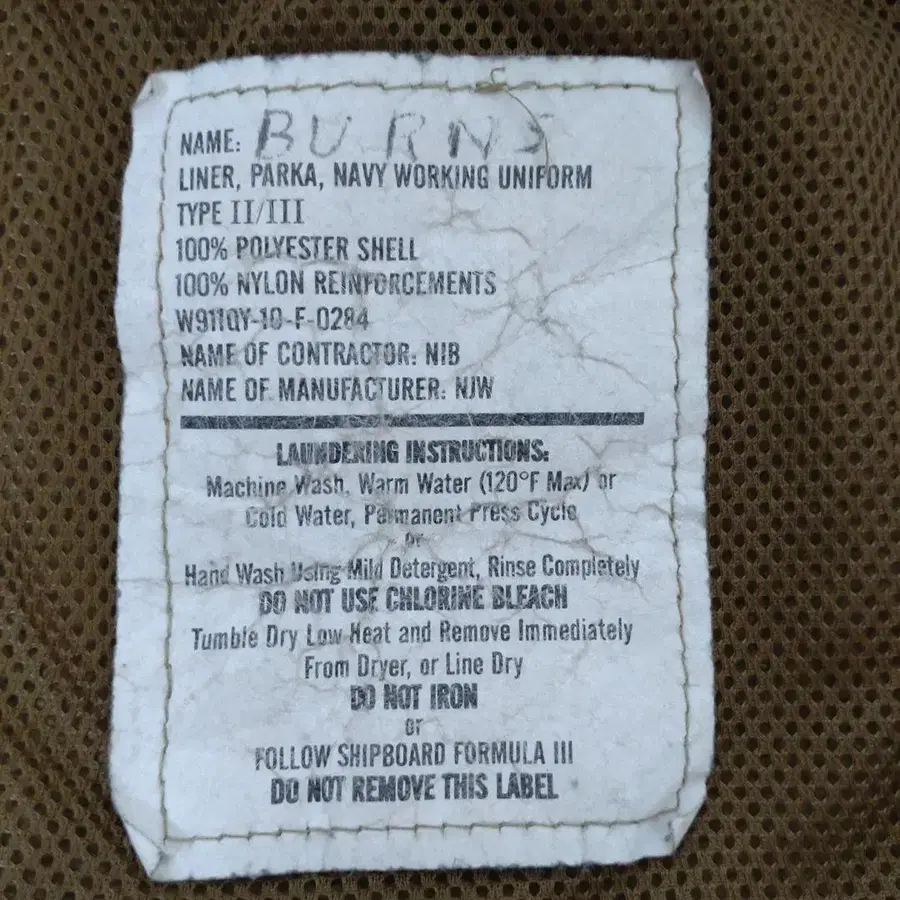 NAME: BURNS
LINER, PARKA, NAVY WORKING UNIFORM
TYPE II/III
100% POLYESTER SHELL
100% NYLON REINFORCEMENTS
W911QY-10-F-0284
NAME OF CONTRACTOR: NIB
NAME OF MANUFACTURER: NJW
LAUNDERING INSTRUCTIONS:
Machine Wash, Warm Water (120°F Max) or
Cold Water, Permanent Press Cycle
or
Hand Wash Using Mild Detergent, Rinse Completely
DO NOT USE CHLORINE BLEACH
Tumble Dry Low Heat and Remove Immediately
From Dryer, or Line Dry
DO NOT IRON
or
FOLLOW SHIPBOARD FORMULA III
DO NOT REMOVE THIS LABEL